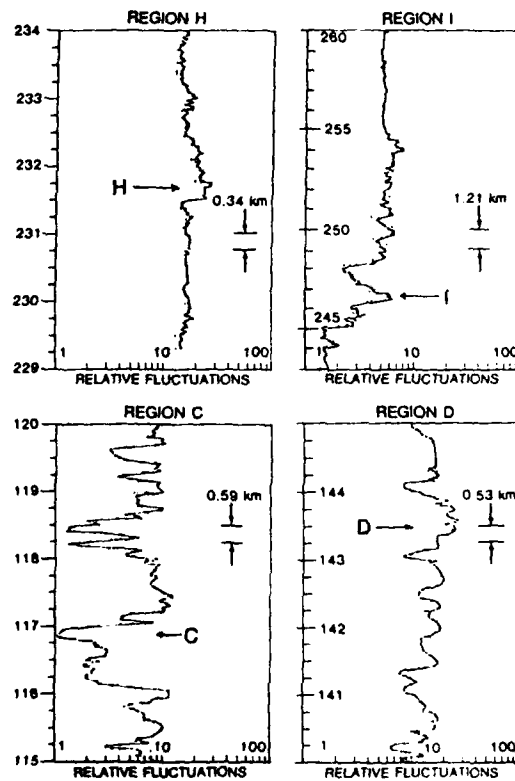 REGION H
234
233
232
231
230
229
H
0.34 km
1
10
100
RELATIVE FLUCTUATIONS
REGION I
260
255
250
245
1.21 km
I
1
10
100
RELATIVE FLUCTUATIONS
REGION C
120
119
118
117
116
115
0.59 km
C
1
10
100
RELATIVE FLUCTUATIONS
REGION D
144
143
142
141
D
0.53 km
1
10
100
RELATIVE FLUCTUATIONS